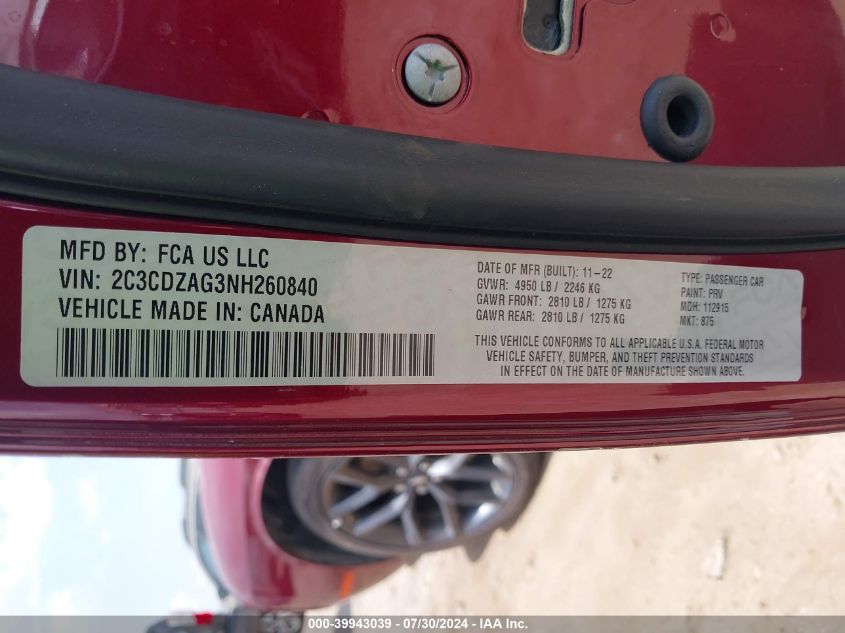 MFD BY: FCA US LLC
VIN: 2C3CDZAG3NH260840
VEHICLE MADE IN: CANADA
DATE OF MFR (BUILT): 11-22
GVWR: 4950 LB / 2246 KG
GAWR FRONT: 2810 LB / 1275 KG
GAWR REAR: 2810 LB / 1275 KG
TYPE: PASSENGER CAR
PAINT: PRV
MDH: 112915
MKT: 875
THIS VEHICLE CONFORMS TO ALL APPLICABLE U.S.A. FEDERAL MOTOR
VEHICLE SAFETY, BUMPER, AND THEFT PREVENTION STANDARDS
IN EFFECT ON THE DATE OF MANUFACTURE SHOWN ABOVE.
000-39943039 - 07/30/2024 - IAA Inc.